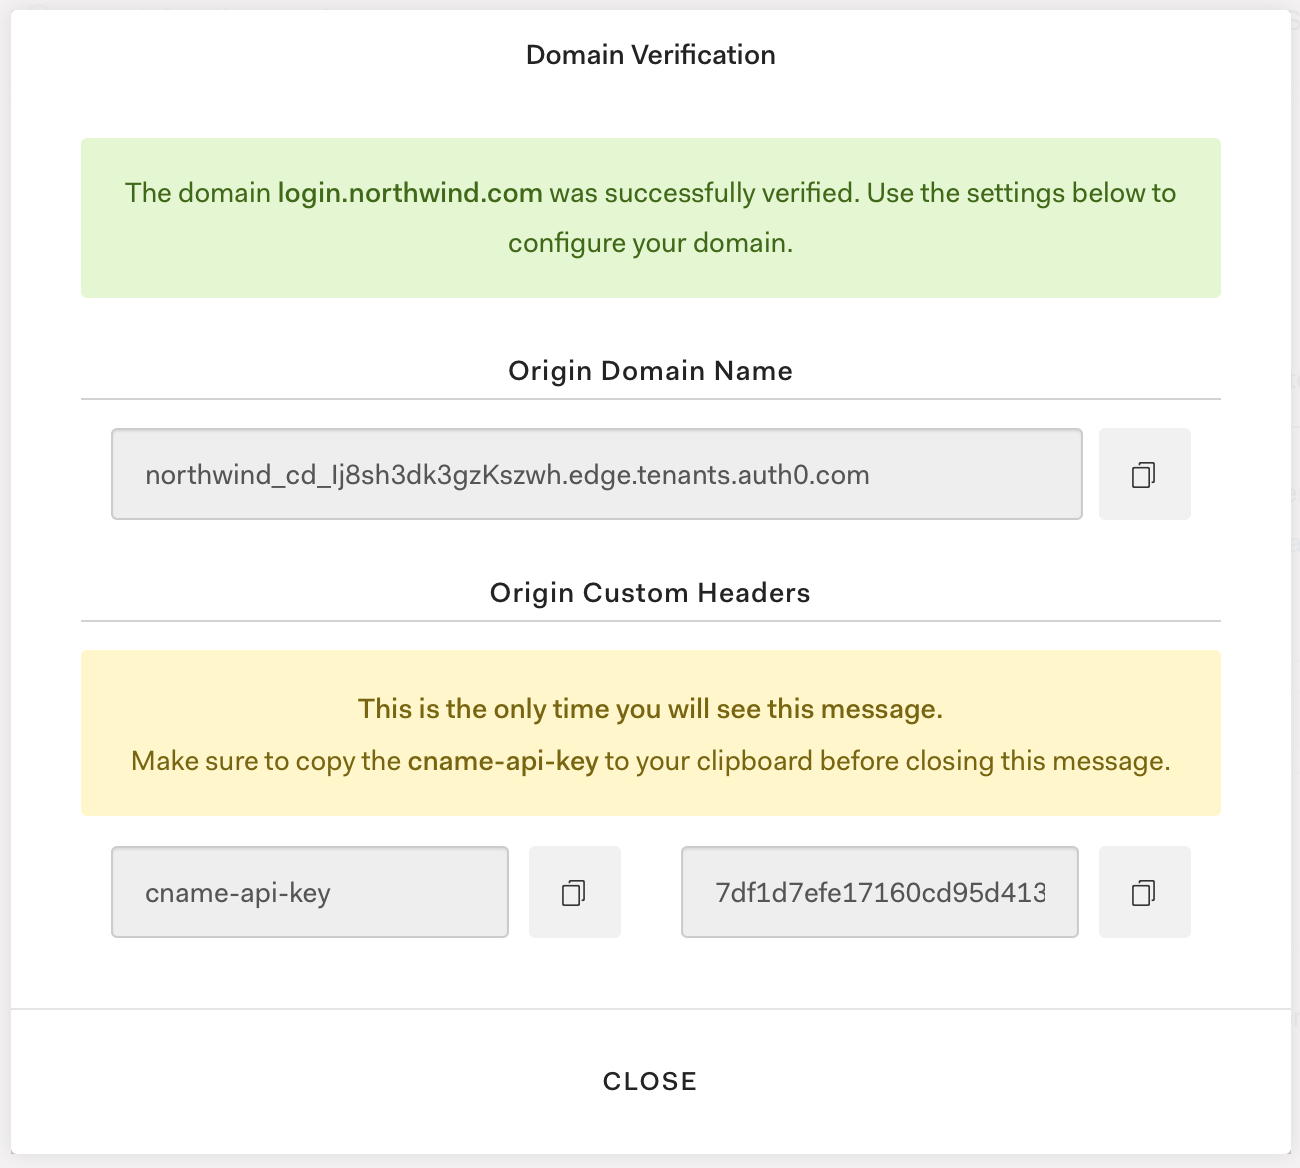 Domain Verification
The domain login.northwind.com was successfully verified. Use the settings below to
configure your domain.
Origin Domain Name
northwind_cd_Ij8sh3dk3gzKszwh.edge.tenants.auth0.com
Origin Custom Headers
This is the only time you will see this message.
Make sure to copy the cname-api-key to your clipboard before closing this message.
cname-api-key
7df1d7efe17160cd95d413
CLOSE